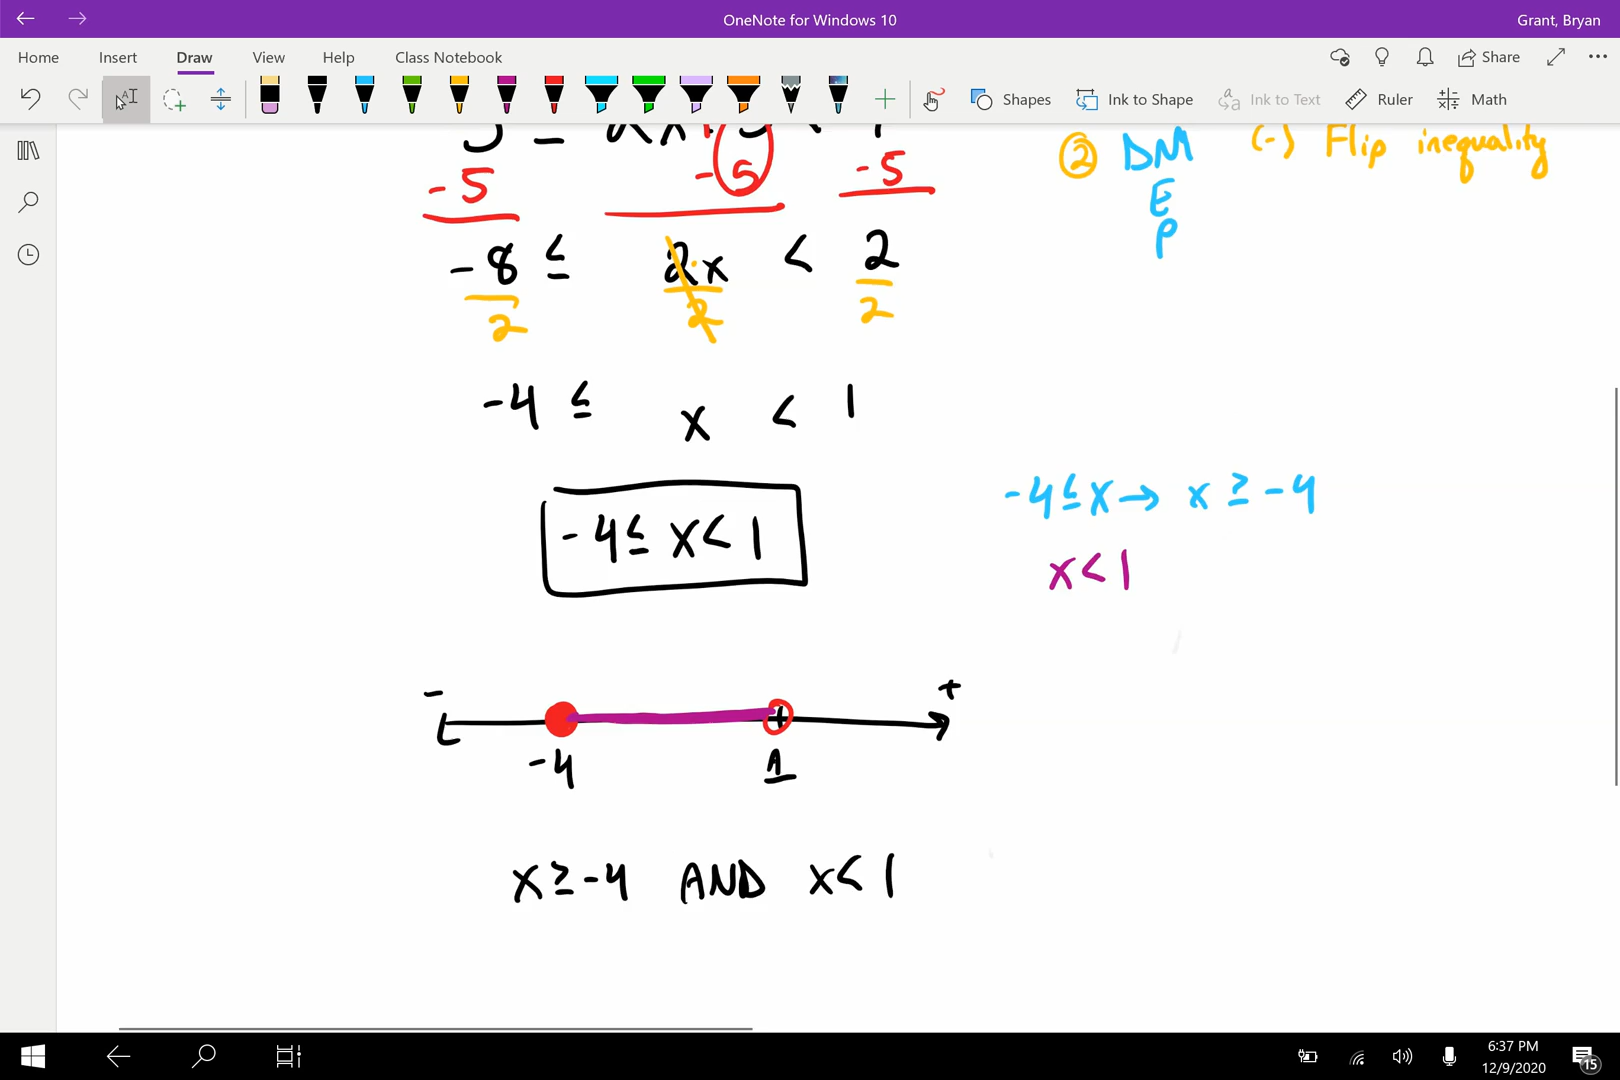 OneNote for Windows 10
Grant, Bryan
Home Insert Draw View Help Class Notebook
Share
Shapes Ink to Shape Ink to Text Ruler Math
② DM (-) Flip inequality
E
P
-5 -5 -5
-8 ≤ 2x < 2
2 2 2
-4 ≤ x < 1
-4 ≤ x < 1
-4 ≤ x → x ≥ -4
x < 1
- +
-4 1
x ≥ -4 AND x < 1
6:37 PM
12/9/2020
15